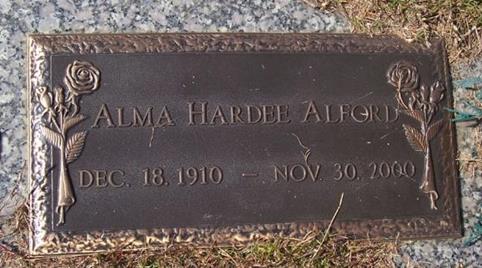 ALMA HARDEE ALFORD
DEC. 18, 1910 – NOV. 30, 2000